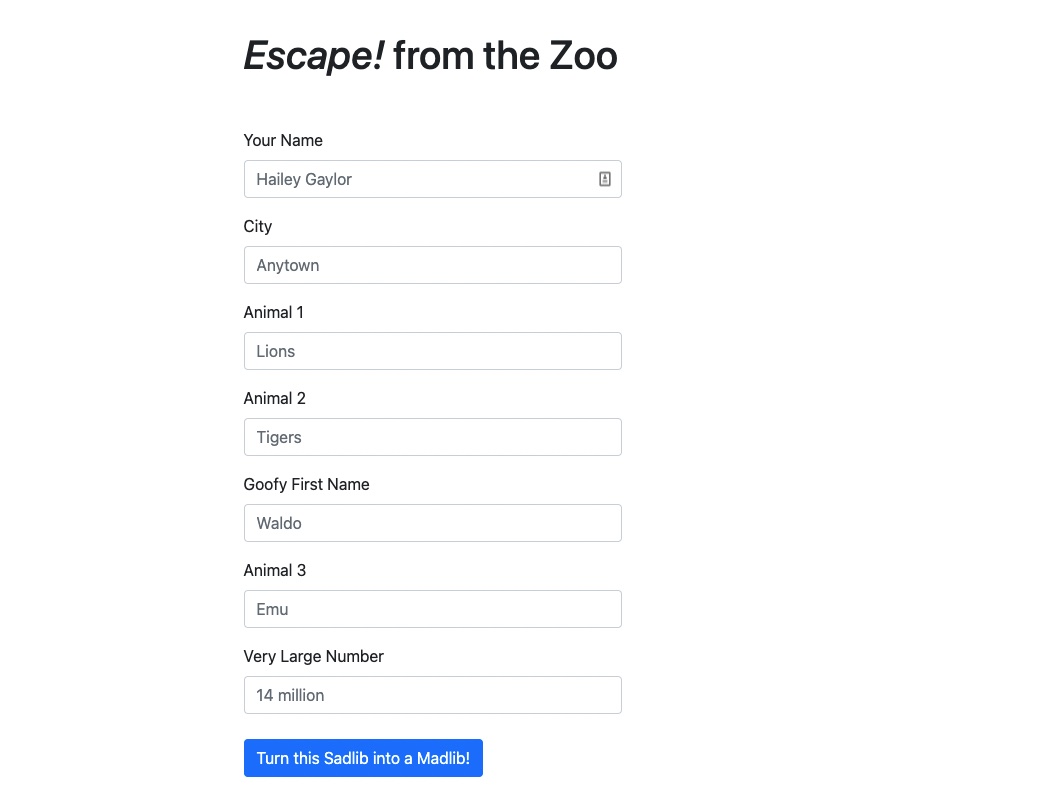 Escape! from the Zoo
Your Name
Hailey Gaylor
City
Anytown
Animal 1
Lions
Animal 2
Tigers
Goofy First Name
Waldo
Animal 3
Emu
Very Large Number
14 million
Turn this Sadlib into a Madlib!